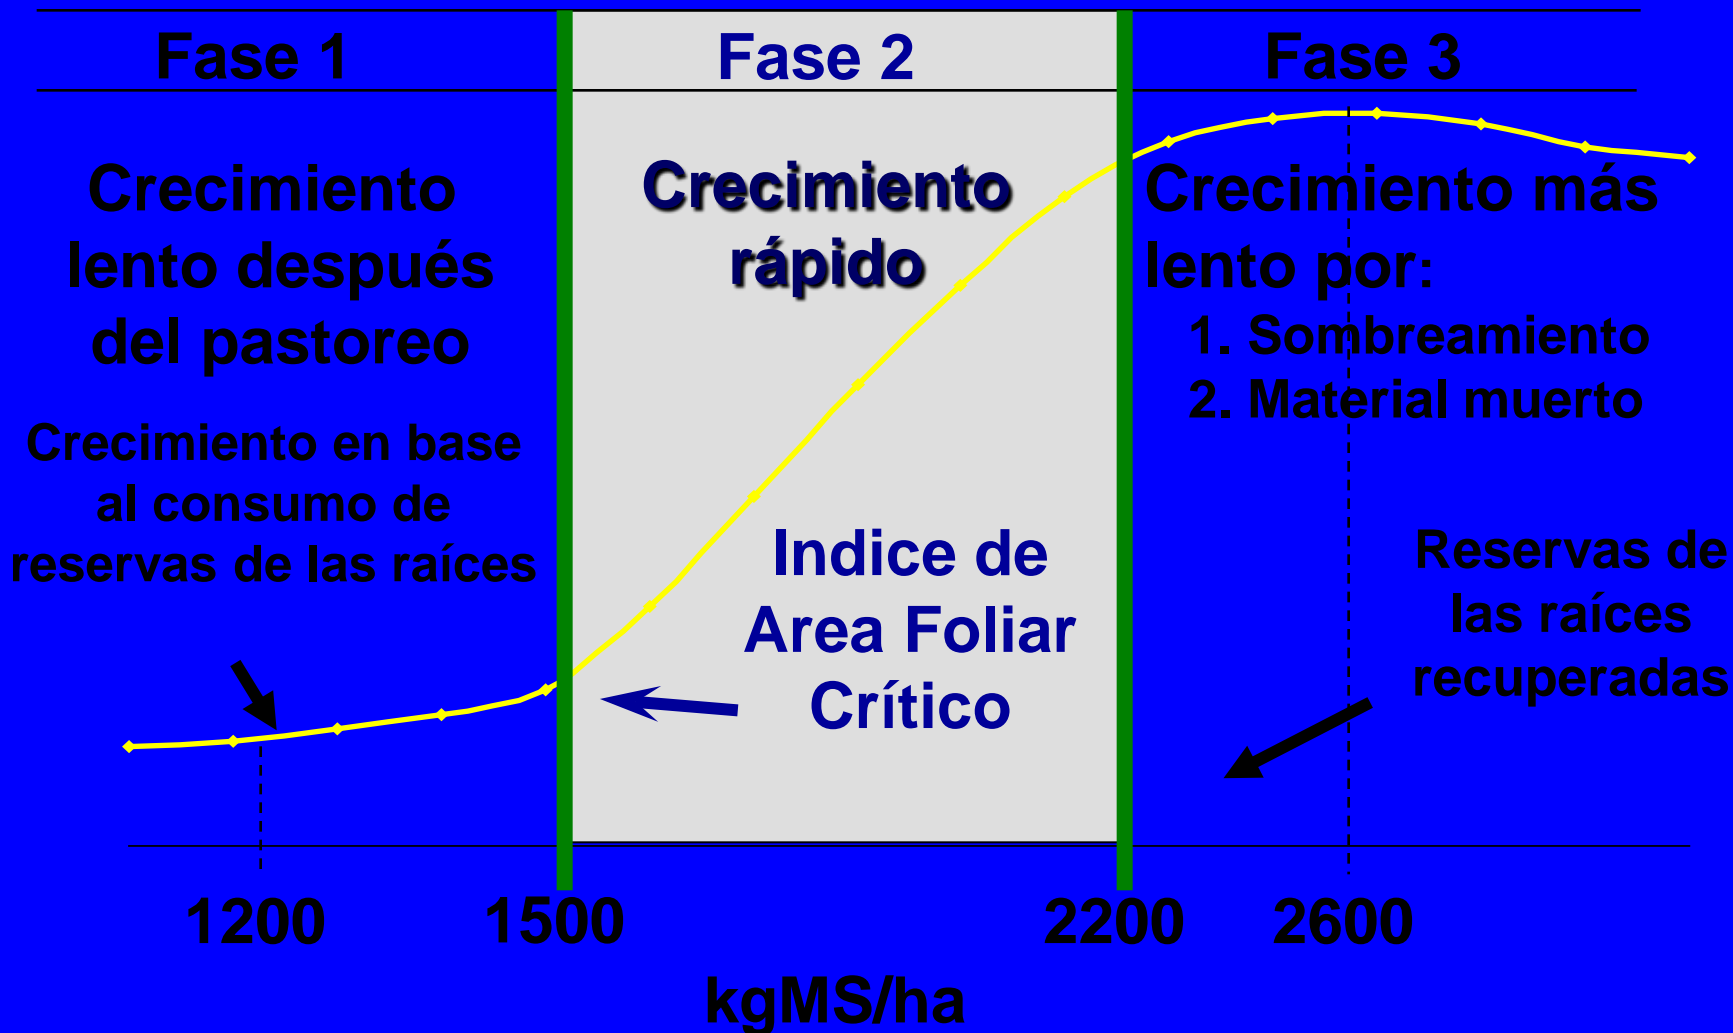 Fase 1
Fase 2
Fase 3
Crecimiento
lento después
del pastoreo
Crecimiento en base
al consumo de
reservas de las raíces
Crecimiento
rápido
Indice de
Area Foliar
Crítico
Crecimiento más
lento por:
1. Sombreamiento
2. Material muerto
Reservas de
las raíces
recuperadas
1200
1500
2200
2600
kgMS/ha